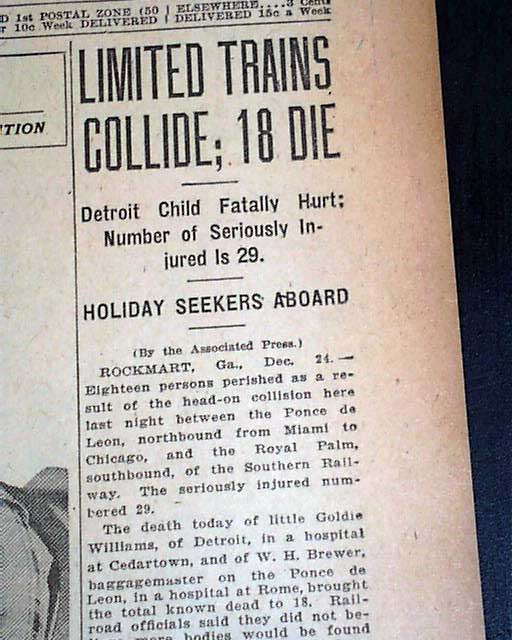 1st POSTAL ZONE (50 | ELSEWHERE....3 Cents
10c Week DELIVERED | DELIVERED 15c a Week
LIMITED TRAINS
COLLIDE; 18 DIE
Detroit Child Fatally Hurt;
Number of Seriously In-
jured Is 29.
HOLIDAY SEEKERS ABOARD
(By the Associated Press.)
ROCKMART, Ga., Dec. 24.—
Eighteen persons perished as a re-
sult of the head-on collision here
last night between the Ponce de
Leon, northbound from Miami to
Chicago, and the Royal Palm,
southbound, of the Southern Rail-
way. The seriously injured num-
bered 29.
The death today of little Goldie
Williams, of Detroit, in a hospital
at Cedartown, and of W. H. Brewer,
baggagemaster on the Ponce de
Leon, in a hospital at Rome, brought
the total known dead to 18. Rail-
road officials said they did not be-
more bodies would be found